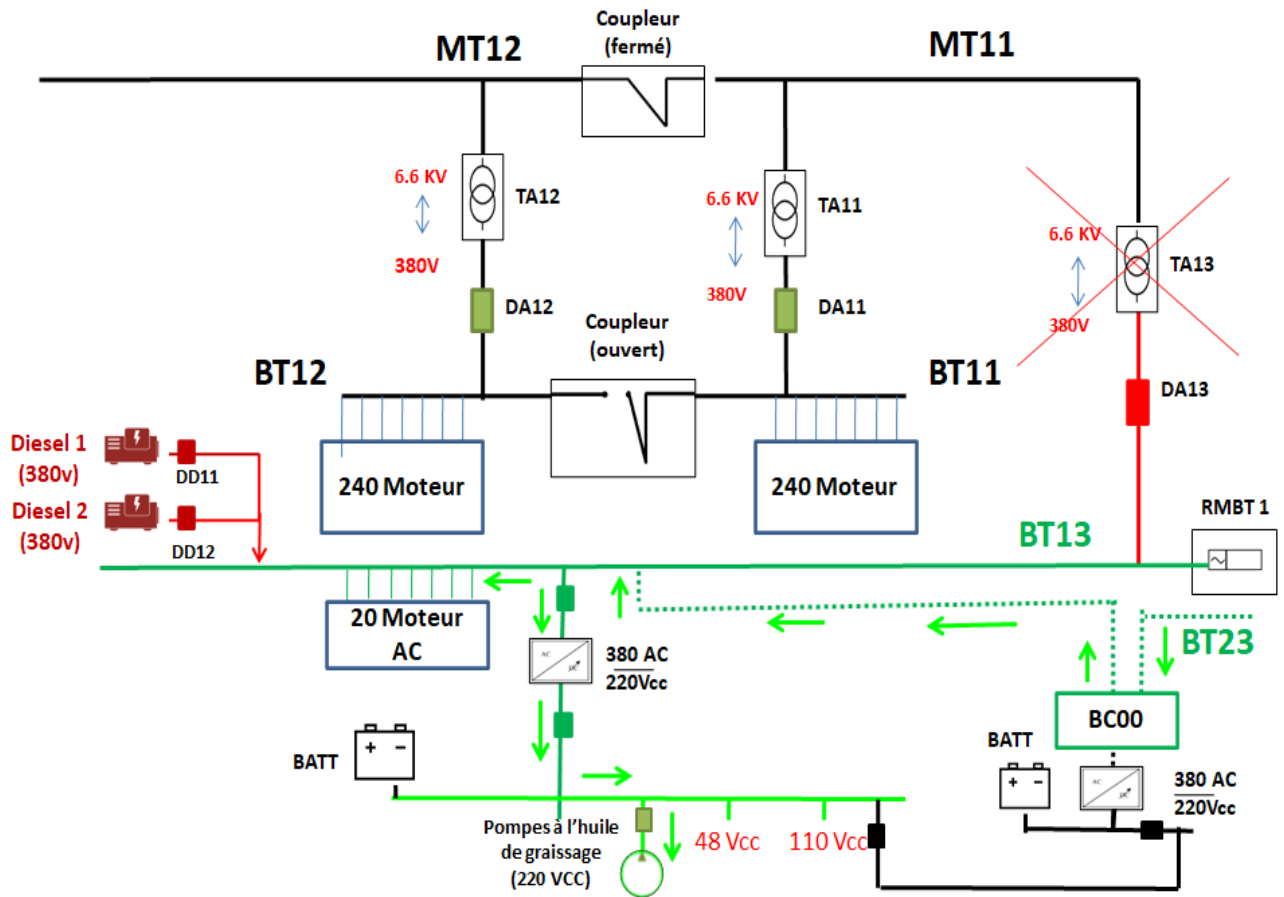 Coupleur
(fermé)
MT12
MT11
6.6 KV
TA12
380V
DA12
6.6 KV
TA11
380V
DA11
6.6 KV
TA13
380V
DA13
Coupleur
(ouvert)
BT12
BT11
240 Moteur
240 Moteur
Diesel 1
(380v)
DD11
Diesel 2
(380v)
DD12
RMBT 1
BT13
20 Moteur
AC
AC
380 AC
220Vcc
BT23
BC00
BATT
BATT
AC
380 AC
220Vcc
Pompes à l'huile
de graissage
(220 VCC)
48 Vcc
110 Vcc